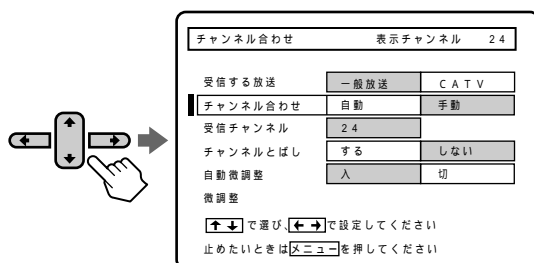 チャンネル合わせ 表示チャンネル 24
受信する放送 一般放送 CATV
チャンネル合わせ 自動 手動
受信チャンネル 24
チャンネルとばし する しない
自動微調整 入 切
微調整
↑↓で選び、←→で設定してください
止めたいときはメニューを押してください